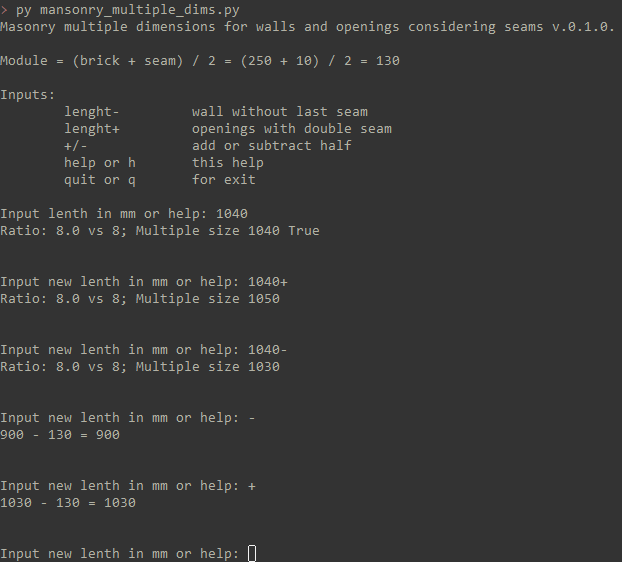 > py mansonry_multiple_dims.py
Masonry multiple dimensions for walls and openings considering seams v.0.1.0.
Module = (brick + seam) / 2 = (250 + 10) / 2 = 130
Inputs:
lenght- wall without last seam
lenght+ openings with double seam
+/- add or subtract half
help or h this help
quit or q for exit
Input lenth in mm or help: 1040
Ratio: 8.0 vs 8; Multiple size 1040 True
Input new lenth in mm or help: 1040+
Ratio: 8.0 vs 8; Multiple size 1050
Input new lenth in mm or help: 1040-
Ratio: 8.0 vs 8; Multiple size 1030
Input new lenth in mm or help: -
900 - 130 = 900
Input new lenth in mm or help: +
1030 - 130 = 1030
Input new lenth in mm or help: